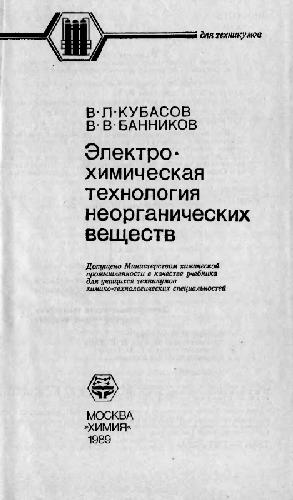 для техникумов
В·Л·КУБАСОВ
В·В·БАННИКОВ
Электро·
химическая
технология
неорганических
веществ
Допущено Министерством химической
промышленности в качестве учебника
для учащихся техникумов
химико-технологических специальностей
МОСКВА
»ХИМИЯ«
1989